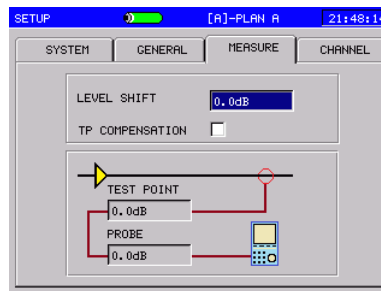 SETUP [A]-PLAN A 21:48:14
SYSTEM GENERAL MEASURE CHANNEL
LEVEL SHIFT 0.0dB
TP COMPENSATION
TEST POINT
0.0dB
PROBE
0.0dB